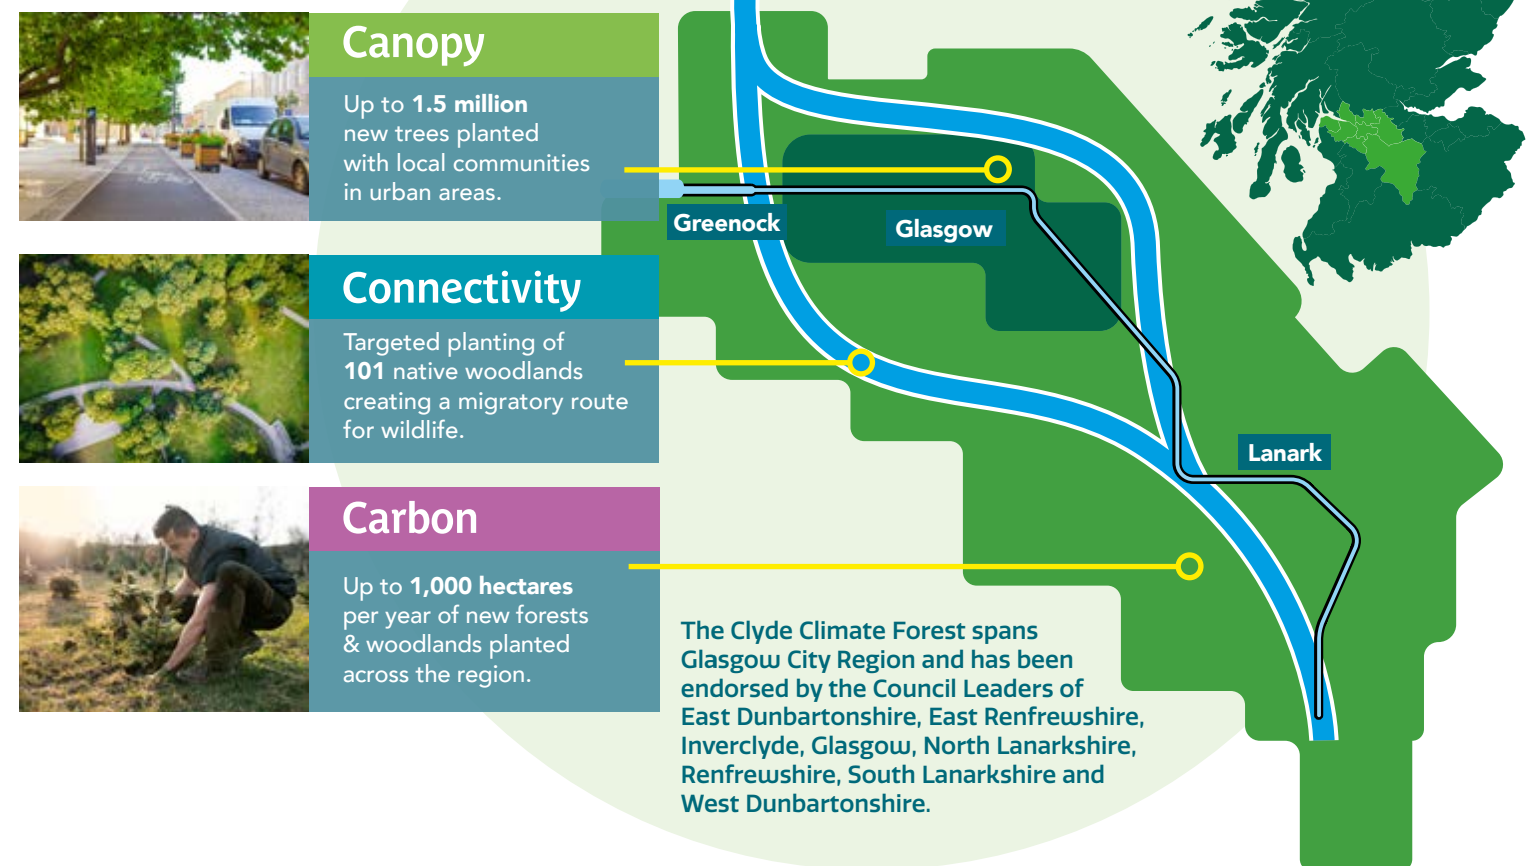 Canopy
Up to 1.5 million
new trees planted
with local communities
in urban areas.
Greenock
Glasgow
Connectivity
Targeted planting of
101 native woodlands
creating a migratory route
for wildlife.
Lanark
Carbon
Up to 1,000 hectares
per year of new forests
& woodlands planted
across the region.
The Clyde Climate Forest spans
Glasgow City Region and has been
endorsed by the Council Leaders of
East Dunbartonshire, East Renfrewshire,
Inverclyde, Glasgow, North Lanarkshire,
Renfrewshire, South Lanarkshire and
West Dunbartonshire.